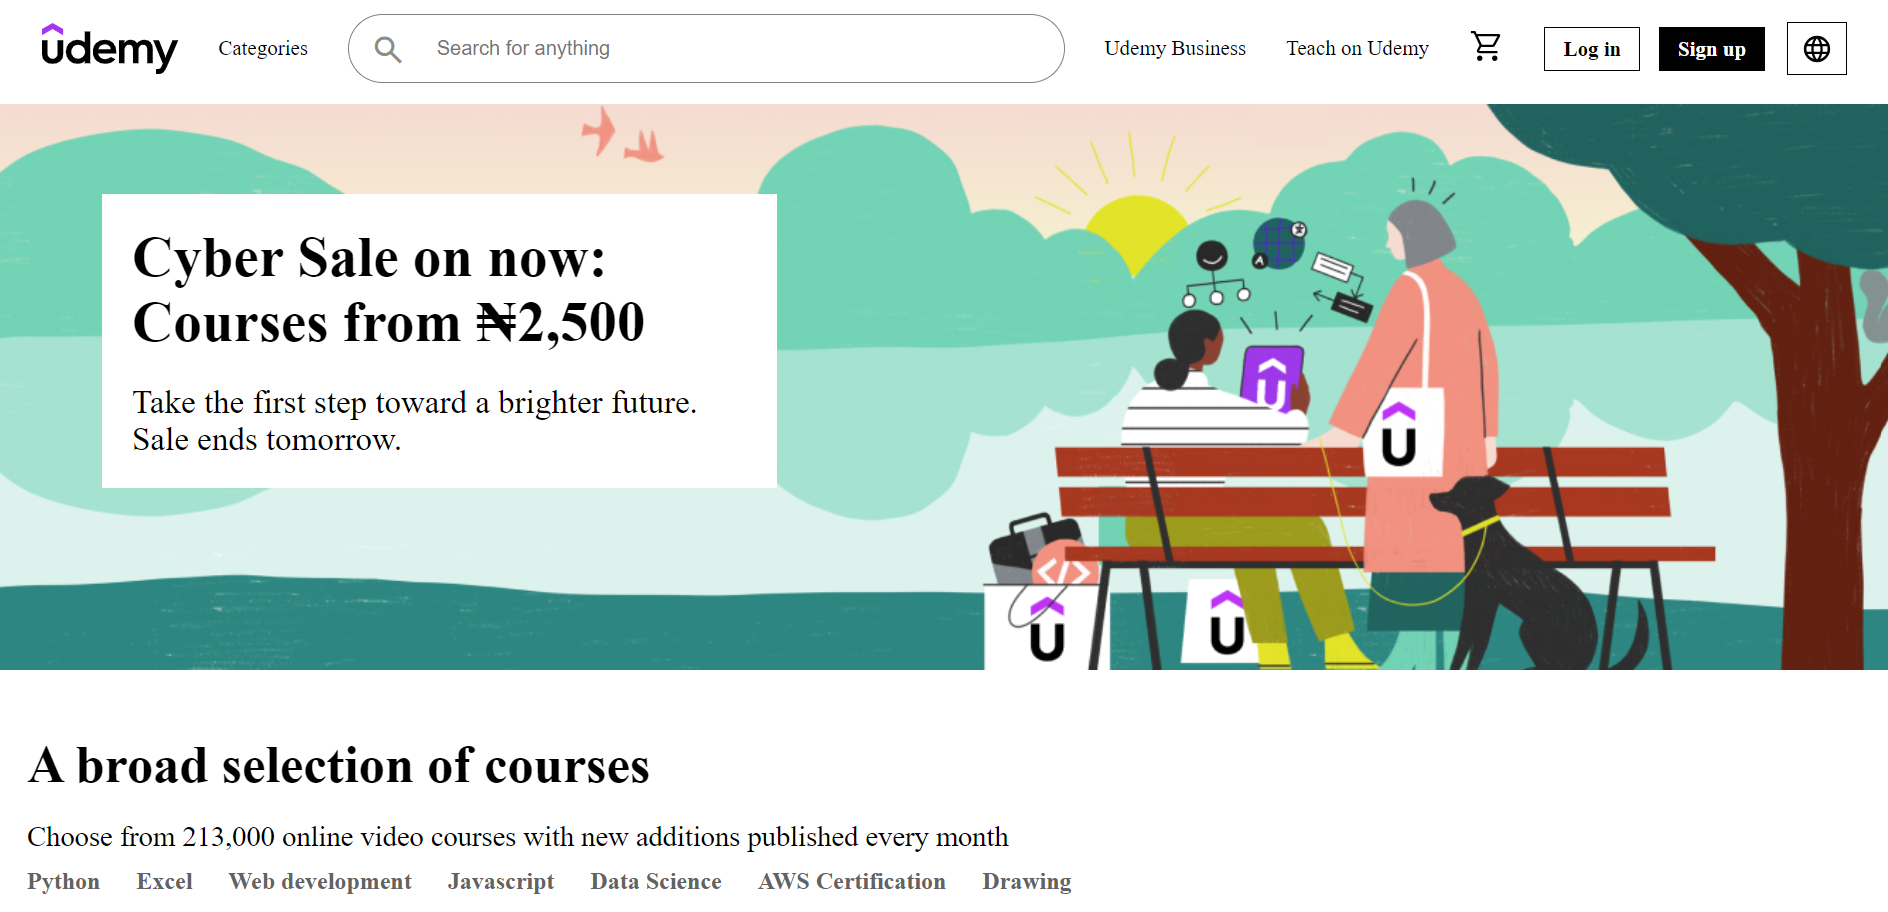 udemy
Categories
Search for anything
Udemy Business
Teach on Udemy
Log in
Sign up
Cyber Sale on now:
Courses from ₦2,500
Take the first step toward a brighter future.
Sale ends tomorrow.
A
U
U
</>
U
U
A broad selection of courses
Choose from 213,000 online video courses with new additions published every month
Python Excel Web development Javascript Data Science AWS Certification Drawing